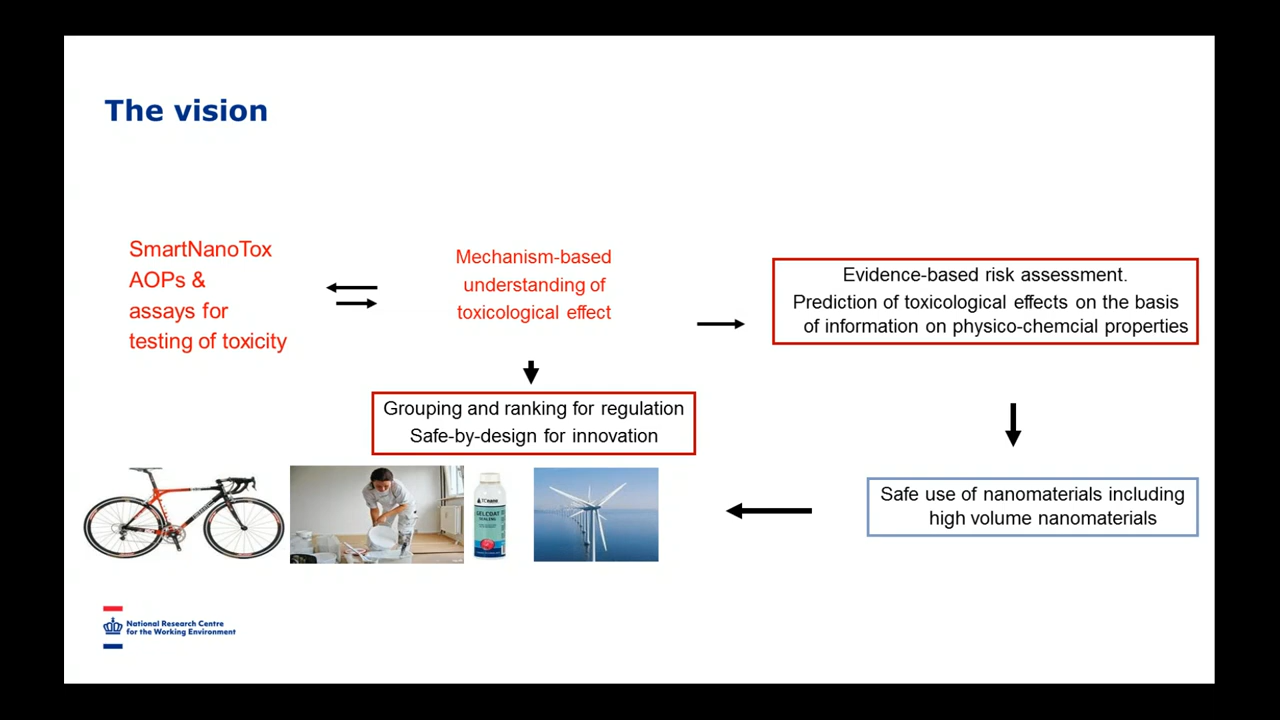 The vision
SmartNanoTox
AOPs &
assays for
testing of toxicity
Mechanism-based
understanding of
toxicological effect
Evidence-based risk assessment.
Prediction of toxicological effects on the basis
of information on physico-chemcial properties
Grouping and ranking for regulation
Safe-by-design for innovation
Safe use of nanomaterials including
high volume nanomaterials
GELCOAT
National Research Centre
for the Working Environment